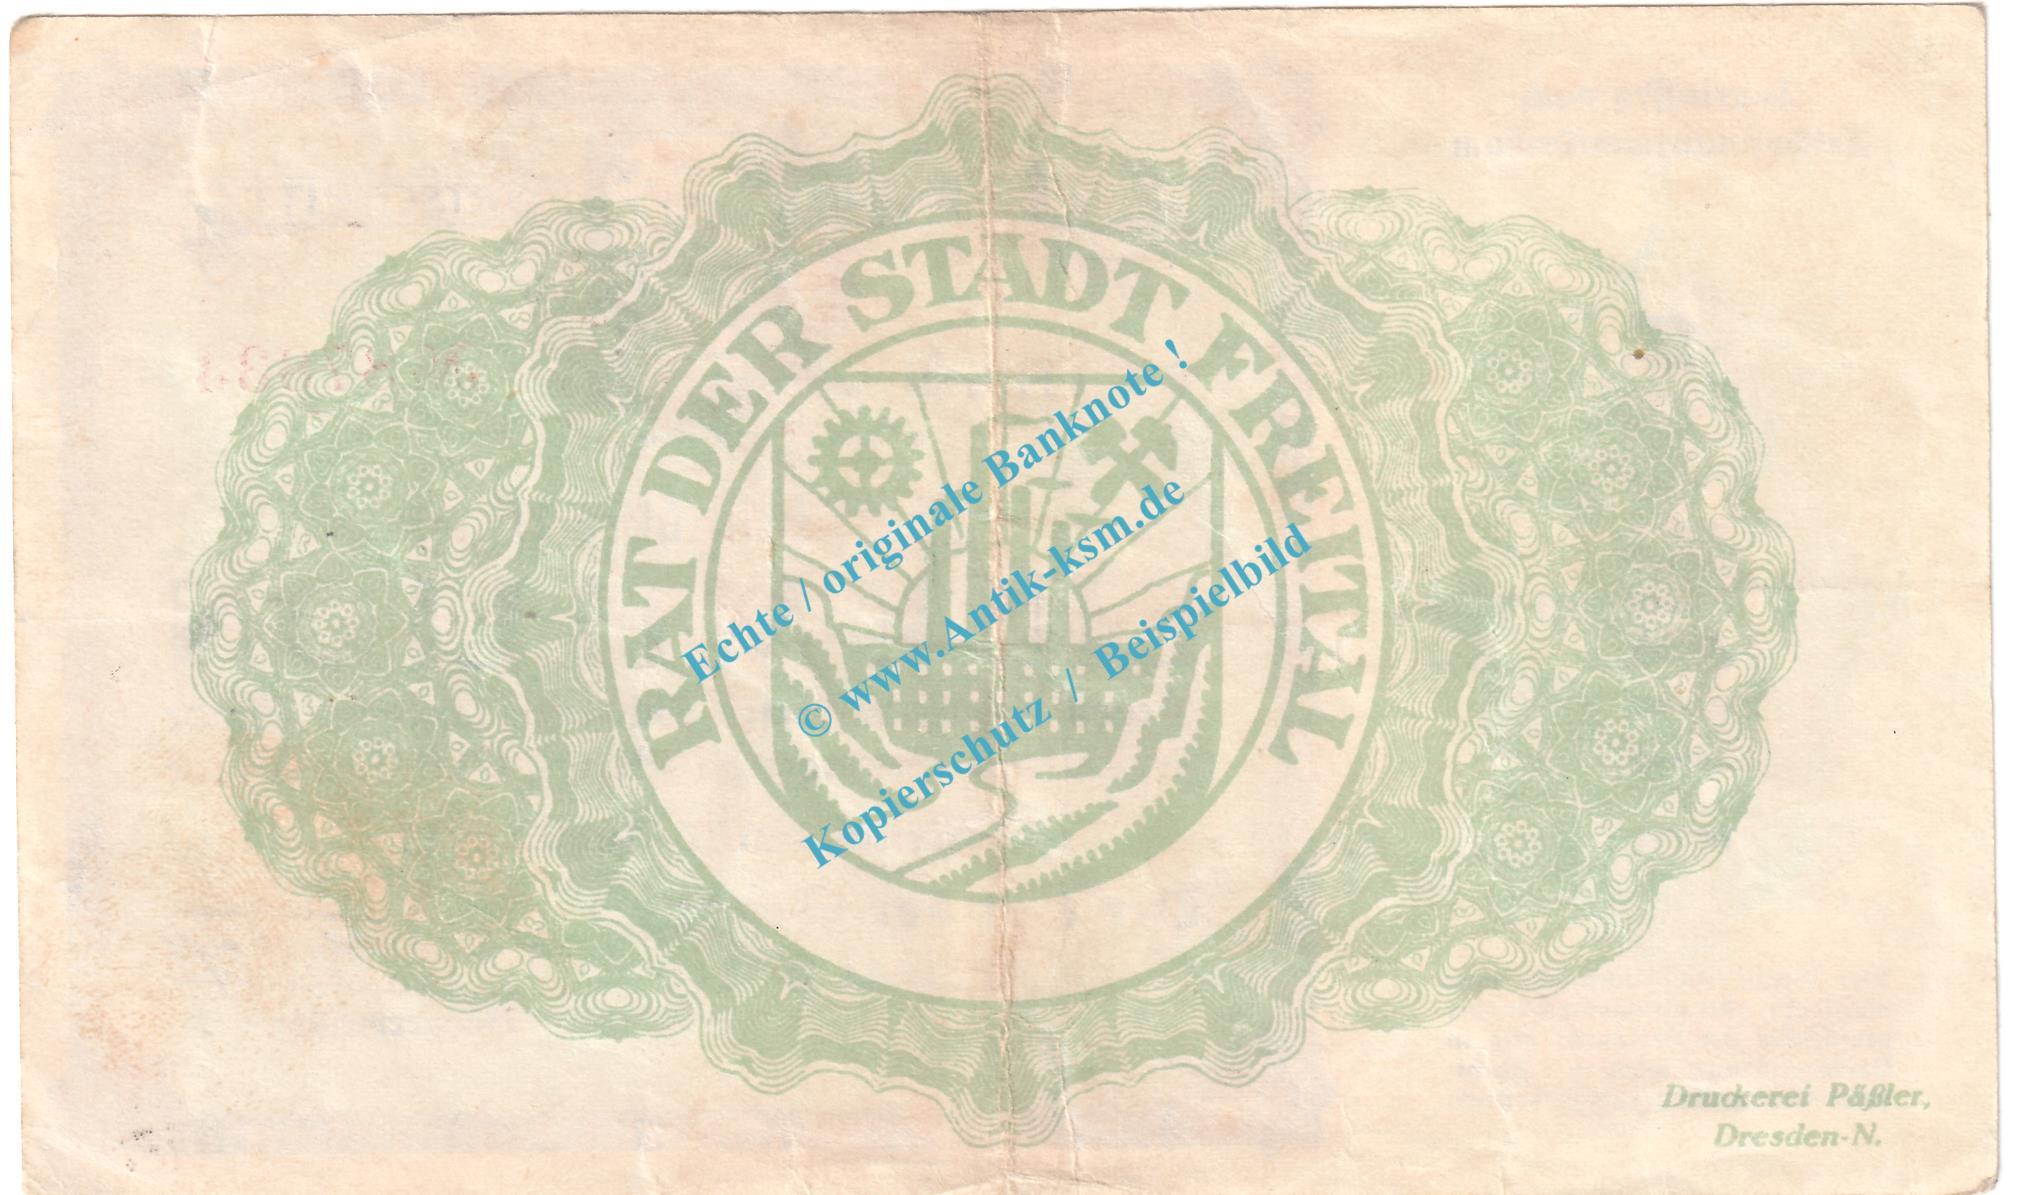 RAT DER STADT FREITAL
Echte / originale Banknote !
© www.Antik-ksm.de
Kopierschutz / Beispielbild
Druckerei Päßler,
Dresden-N.